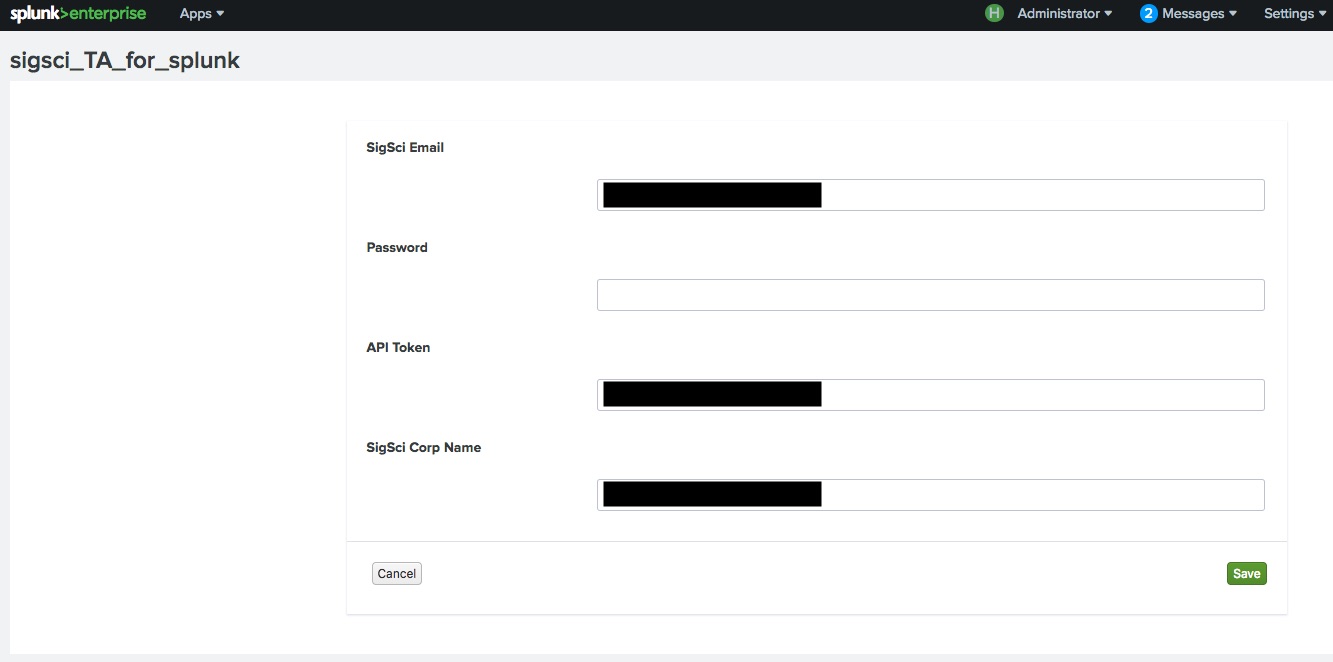 splunk>enterprise Apps H Administrator 2 Messages Settings
sigsci_TA_for_splunk
SigSci Email
Password
API Token
SigSci Corp Name
Cancel Save